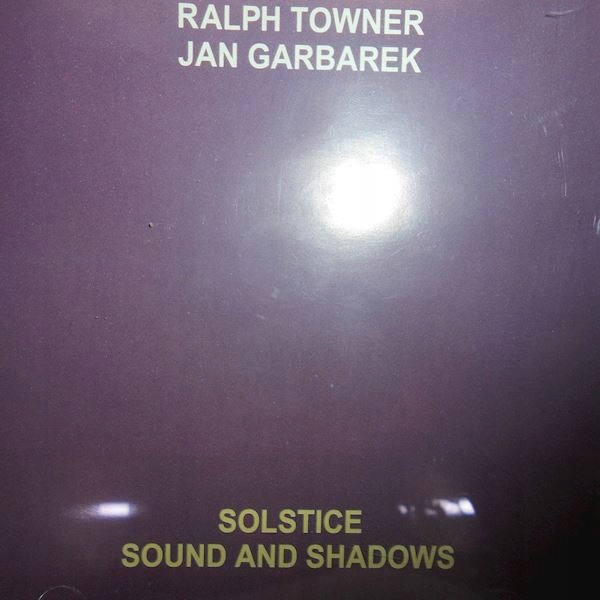 RALPH TOWNER
JAN GARBAREK
SOLSTICE
SOUND AND SHADOWS